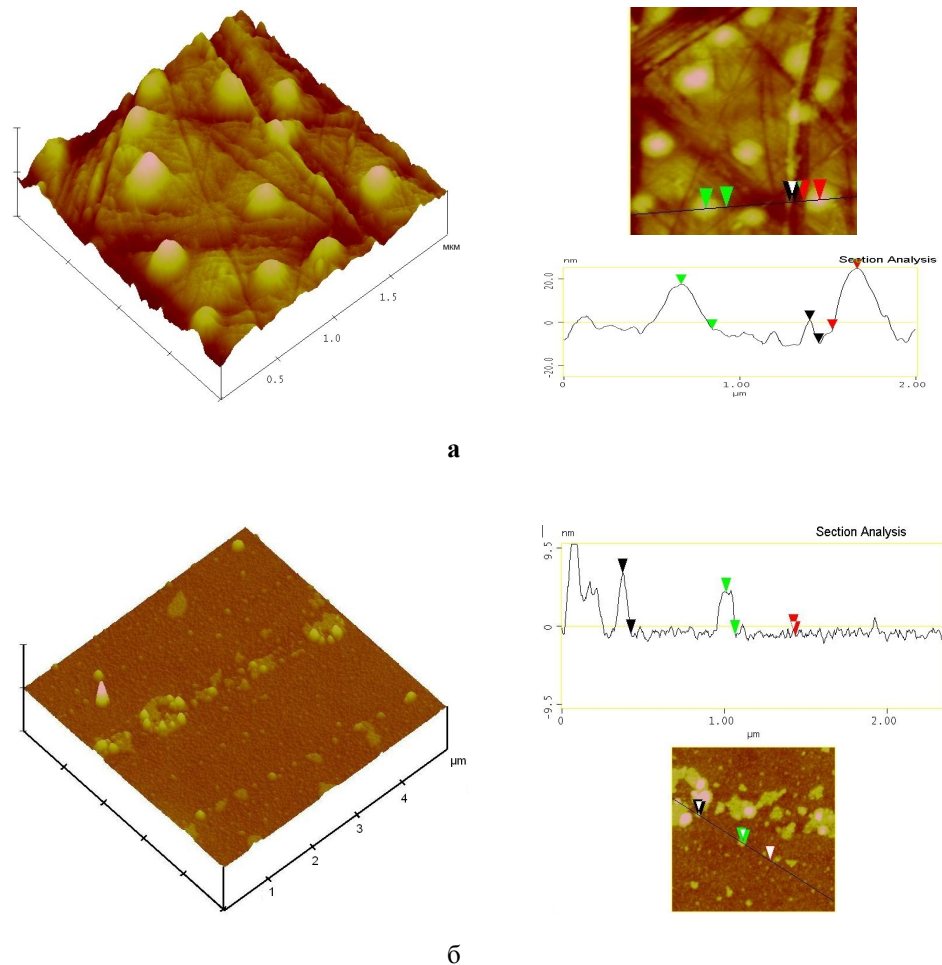 Section Analysis
nm
20.0
0
-20.0
0
1.00
2.00
µm
мкм
1.5
1.0
0.5
а
Section Analysis
nm
9.5
0
-9.5
0
1.00
2.00
µm
µm
4
3
2
1
б